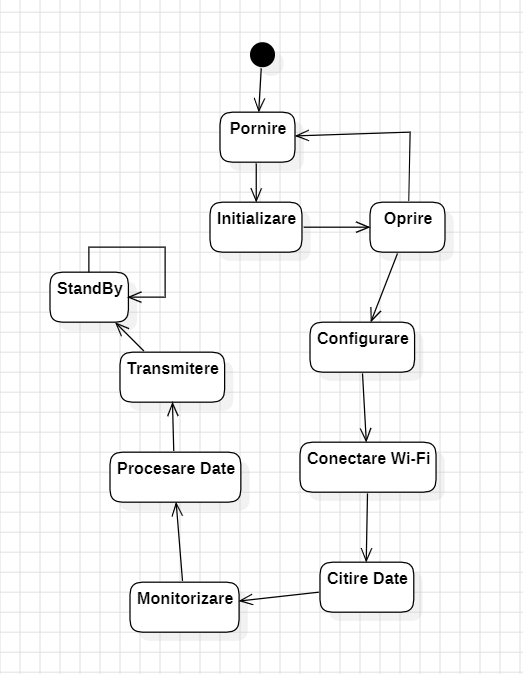 Pornire
Initializare
Oprire
StandBy
Configurare
Transmitere
Procesare Date
Conectare Wi-Fi
Citire Date
Monitorizare